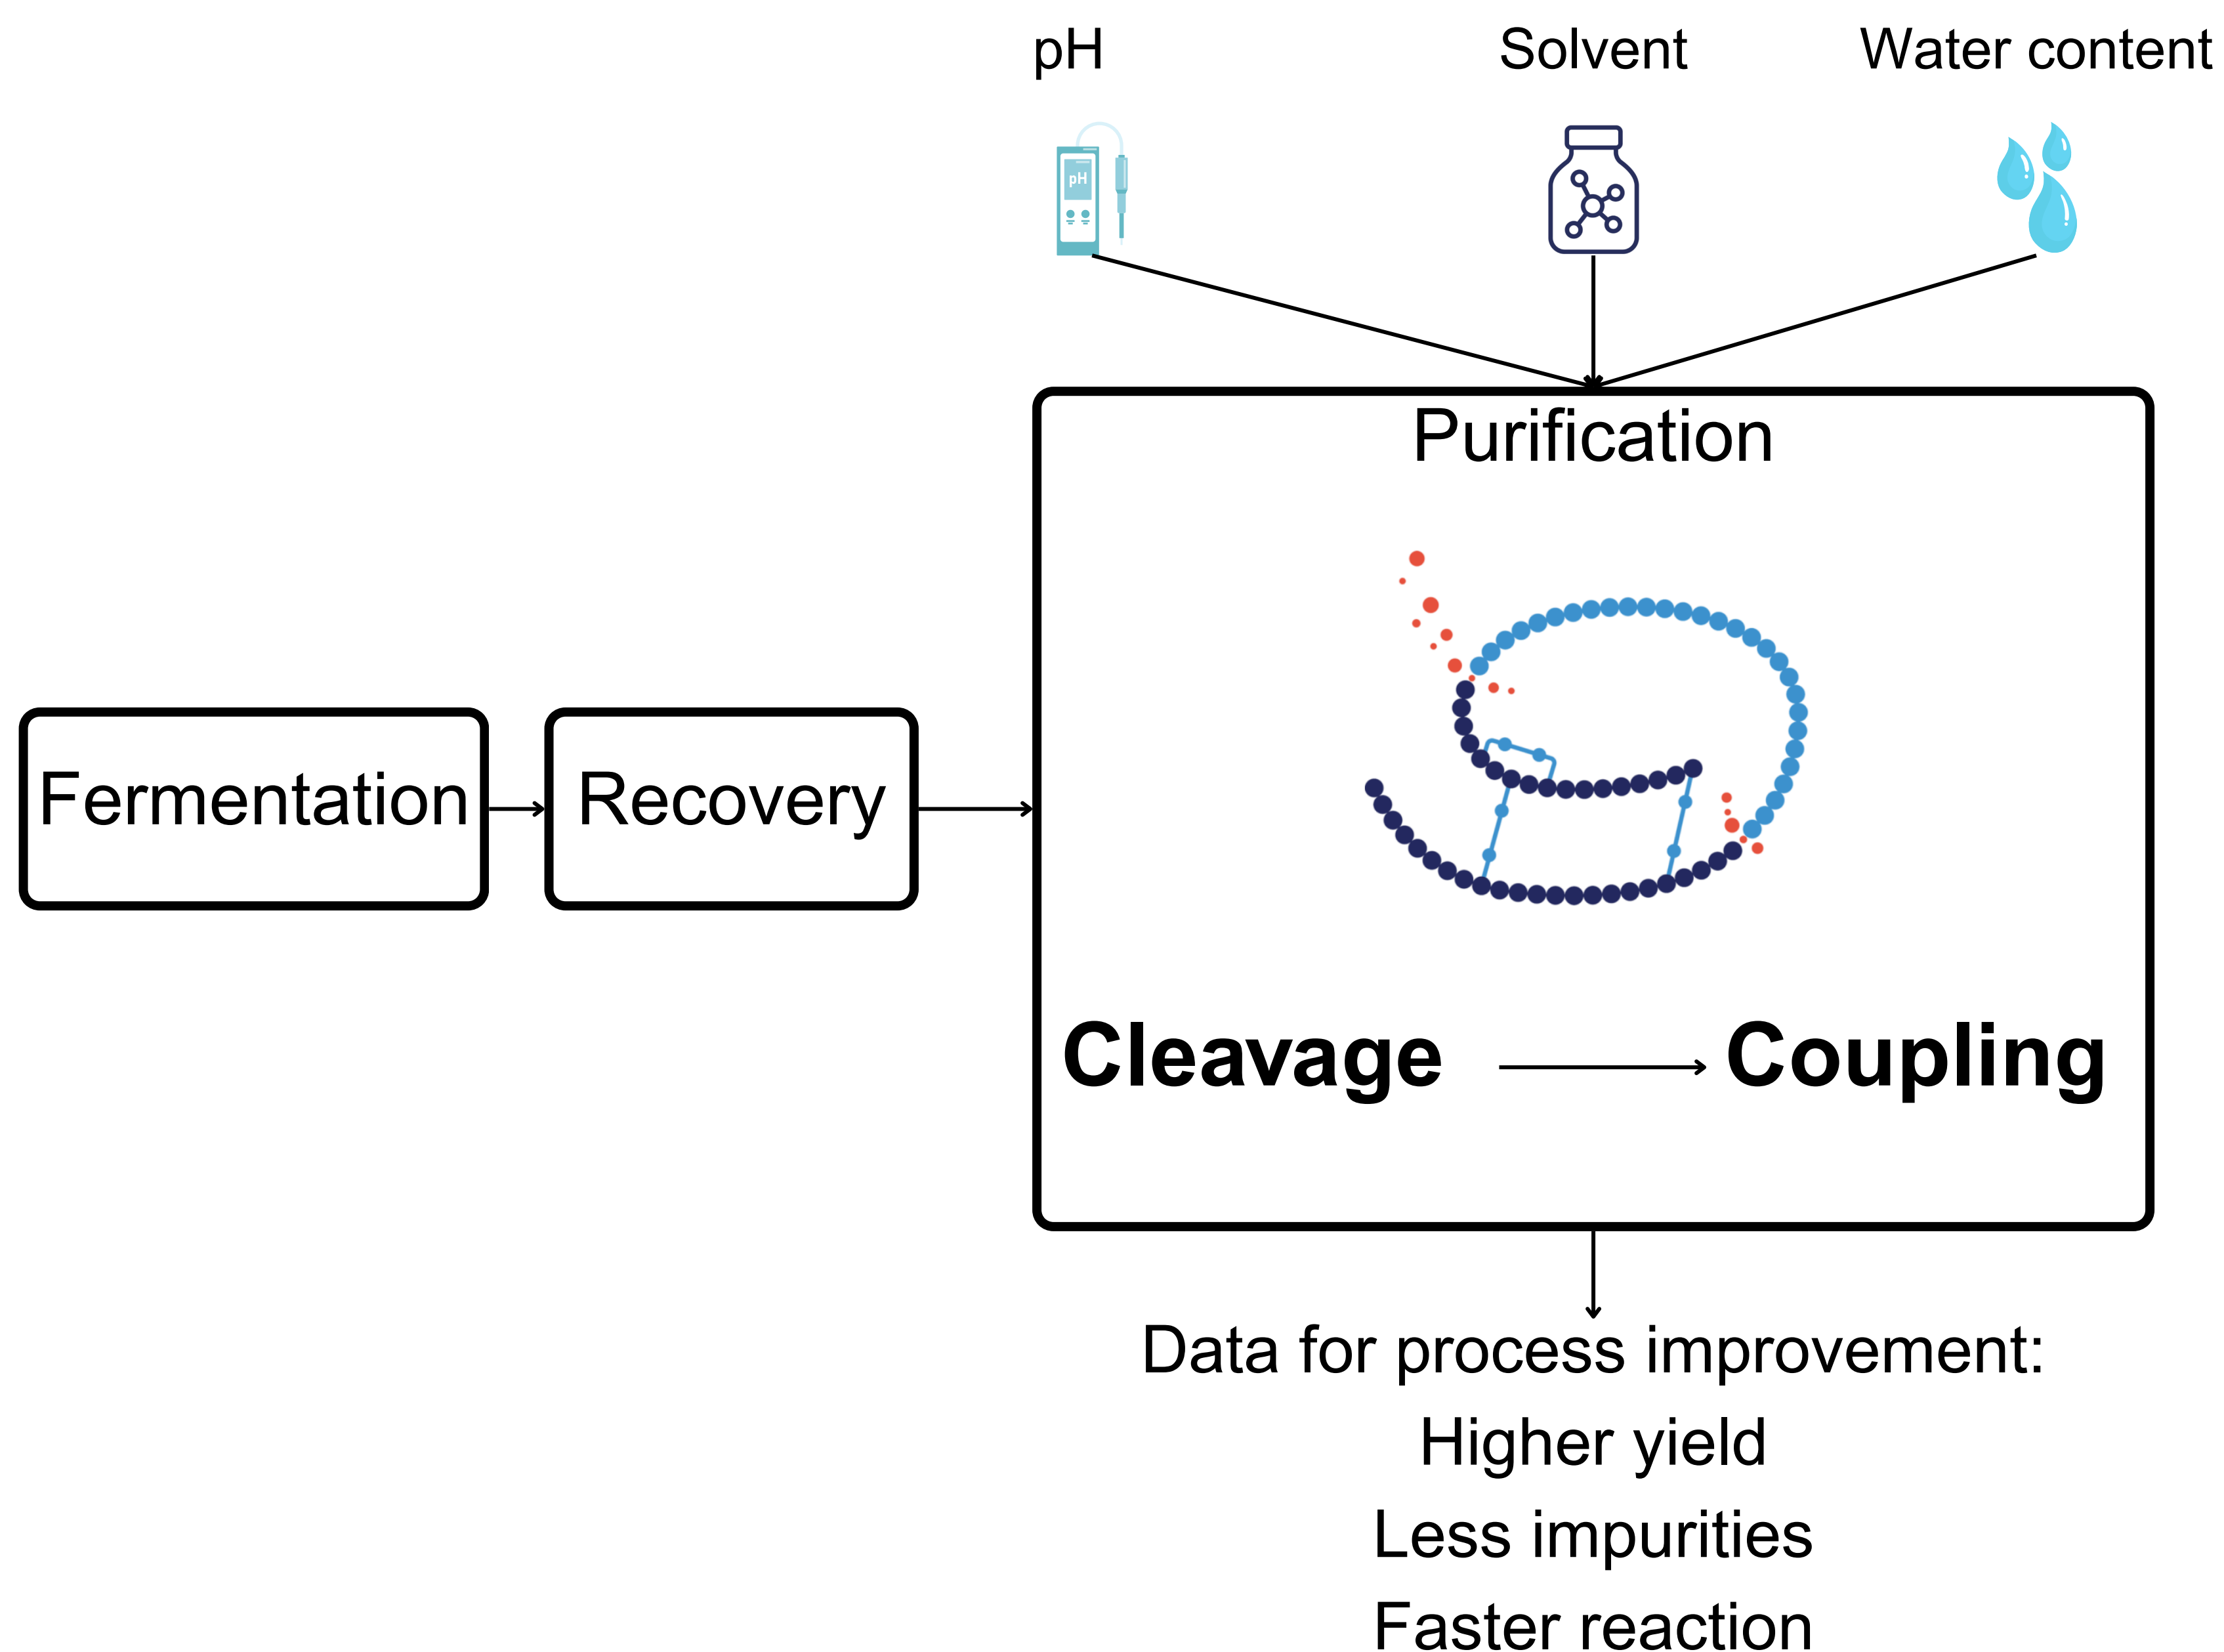 pH
Solvent
Water content
pH
Purification
Fermentation
Recovery
Cleavage
Coupling
Data for process improvement:
Higher yield
Less impurities
Faster reaction